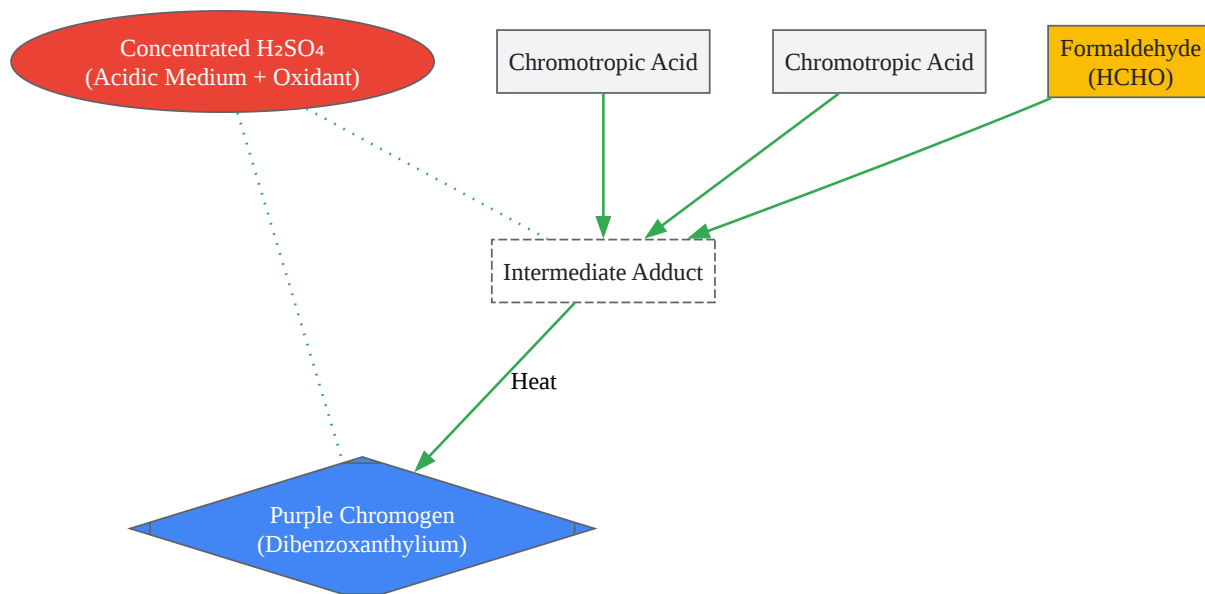 Concentrated H₂SO₄
(Acidic Medium + Oxidant)
Chromotropic Acid
Chromotropic Acid
Formaldehyde
(HCHO)
Intermediate Adduct
Heat
Purple Chromogen
(Dibenzoxanthylium)